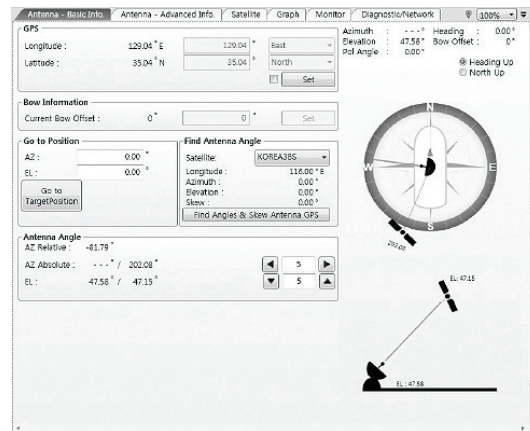 Antenna - Basic Info. Antenna - Advanced Info. Satellite Graph Monitor Diagnostic/Network 100%
GPS
Longitude : 129.04 ° E 129.04 ° East
Latitude : 35.04 ° N 35.04 ° North
Set
Bow Information
Current Bow Offset : 0 ° 0 ° Set
Go to Position
AZ : 0.00 °
EL : 0.00 °
Go to
TargetPosition
Find Antenna Angle
Satellite: KOREA3BS
Longitude : 116.00 ° E
Azimuth : 0.00 °
Elevation : 0.00 °
Skew : 0.00 °
Find Angles & Skew Antenna GPS
Antenna Angle
AZ Relative : -81.79 °
AZ Absolute : - - - ° / 202.08 ° 5
EL : 47.58 ° / 47.15 ° 5
Azimuth : - - - ° Heading : 0.00 °
Elevation : 47.58 ° Bow Offset : 0 °
Pol Angle : 0.00 °
Heading Up
North Up
N
W
E
S
202.08
EL: 47.15
EL : 47.58